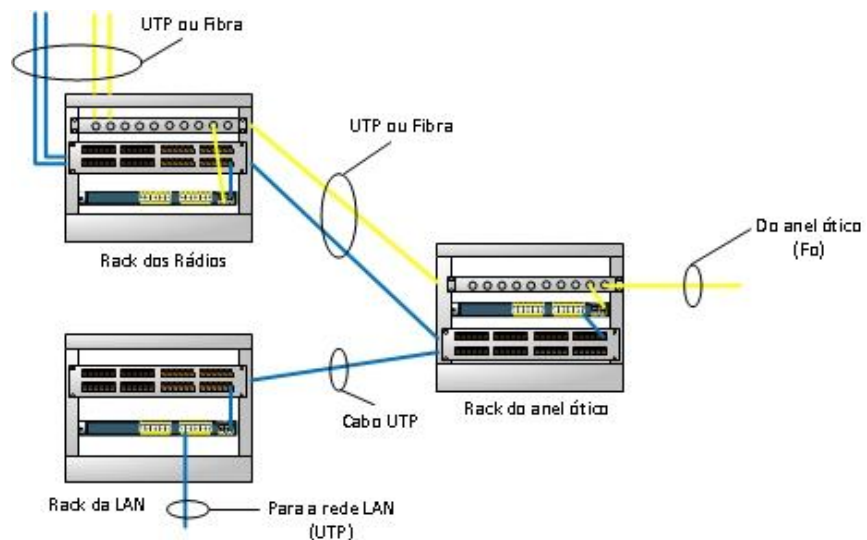 UTP ou Fibra
UTP ou Fibra
Rack dos Rádios
Do anel ótico
(Fo)
Cabo UTP
Rack do anel ótico
Rack da LAN
Para a rede LAN
(UTP)